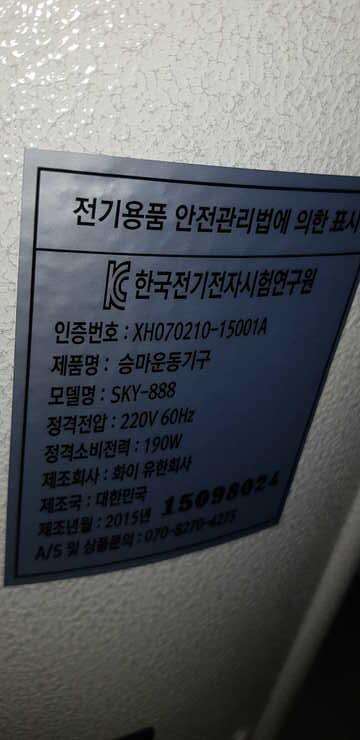 전기용품 안전관리법에 의한 표시
한국전기전자시험연구원
인증번호 : XH070210-15001A
제품명 : 승마운동기구
모델명 : SKY-888
정격전압 : 220V 60Hz
정격소비전력 : 190W
제조회사 : 화이 유한회사
제조국 : 대한민국
제조년월 : 2015년 15098024
A/S 및 상품문의 : 070-8270-4275